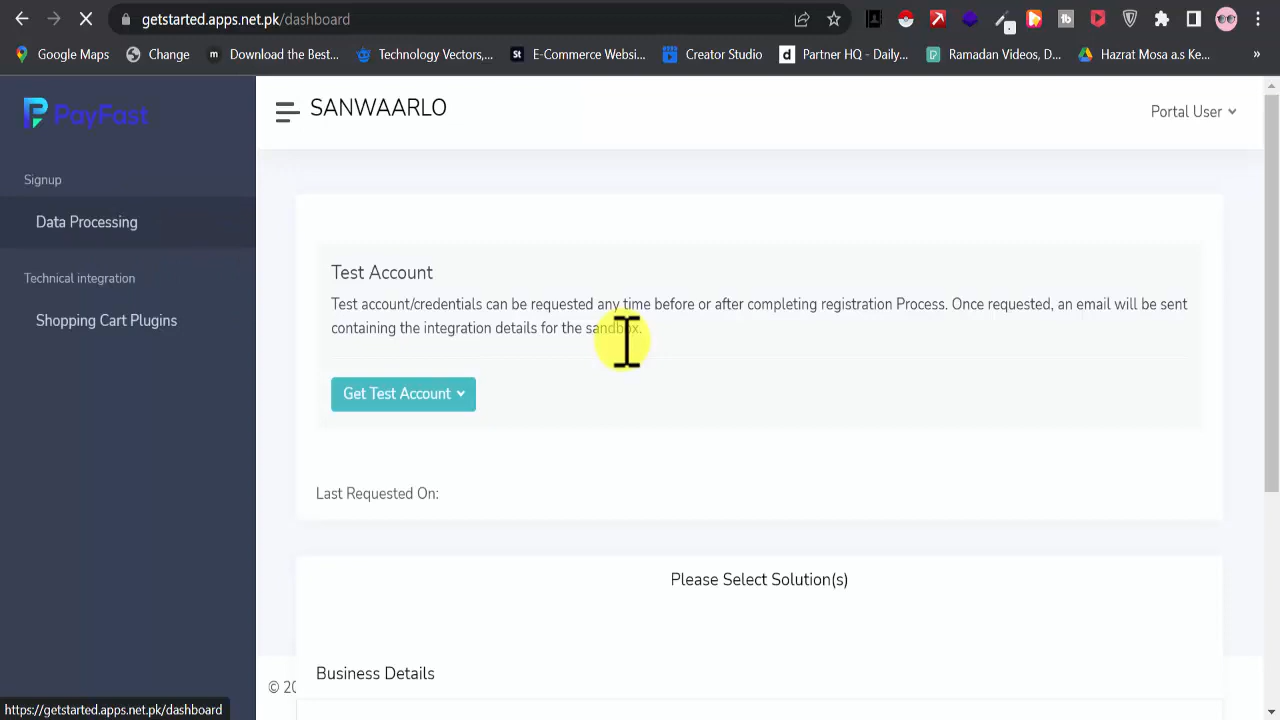 getstarted.apps.net.pk/dashboard
Google Maps
Change
Download the Best...
Technology Vectors,...
E-Commerce Websi...
Creator Studio
Partner HQ - Daily...
Ramadan Videos, D...
Hazrat Mosa a.s Ke...
»
PayFast
SANWAARLO
Portal User
Signup
Data Processing
Technical integration
Shopping Cart Plugins
Test Account
Test account/credentials can be requested any time before or after completing registration Process. Once requested, an email will be sent
containing the integration details for the sandbox.
Get Test Account
Last Requested On:
Please Select Solution(s)
Business Details
© 20
https://getstarted.apps.net.pk/dashboard